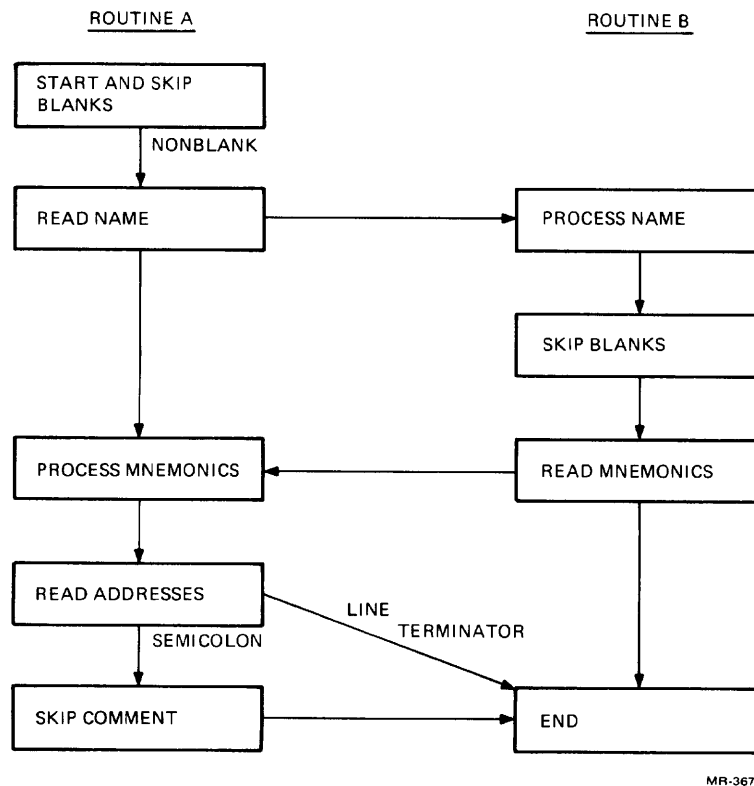 ROUTINE A
ROUTINE B
START AND SKIP
BLANKS
NONBLANK
READ NAME
PROCESS NAME
SKIP BLANKS
PROCESS MNEMONICS
READ MNEMONICS
READ ADDRESSES
LINE
TERMINATOR
SEMICOLON
SKIP COMMENT
END
MR-367